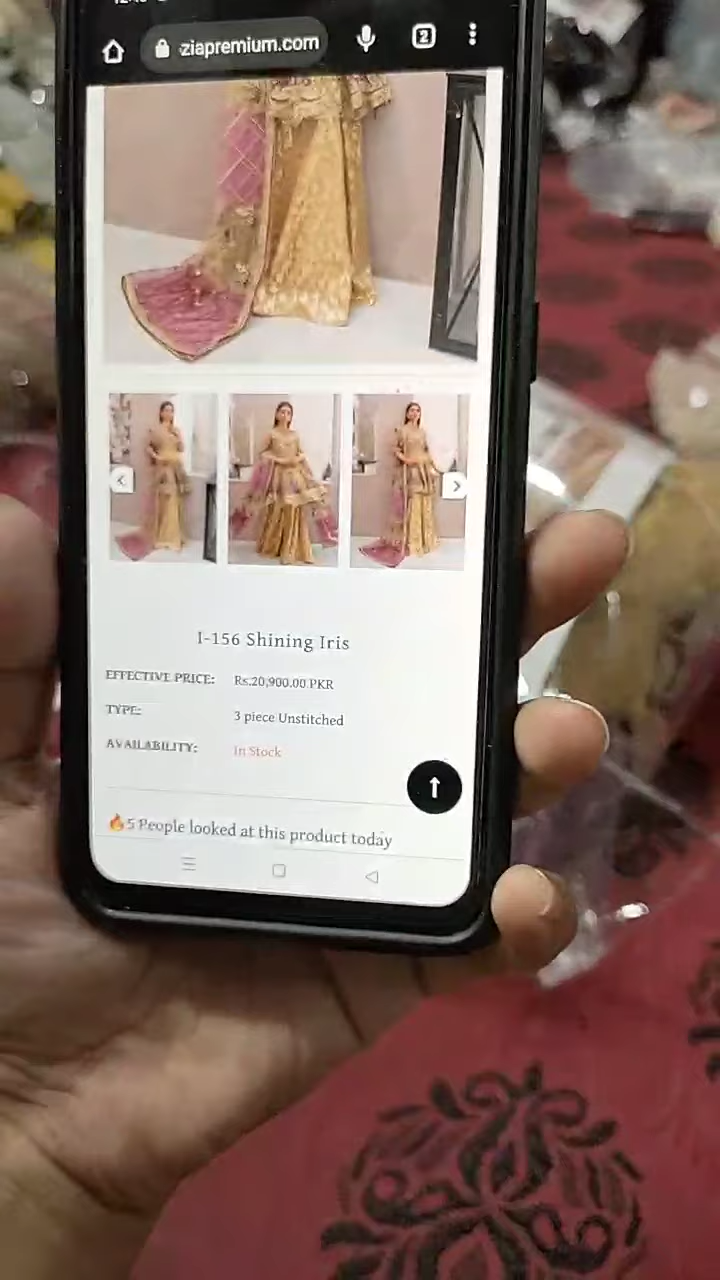 ziapremium.com
2
I-156 Shining Iris
EFFECTIVE PRICE: Rs.20,900.00 PKR
TYPE: 3 piece Unstitched
AVAILABILITY: In Stock
🔥5 People looked at this product today